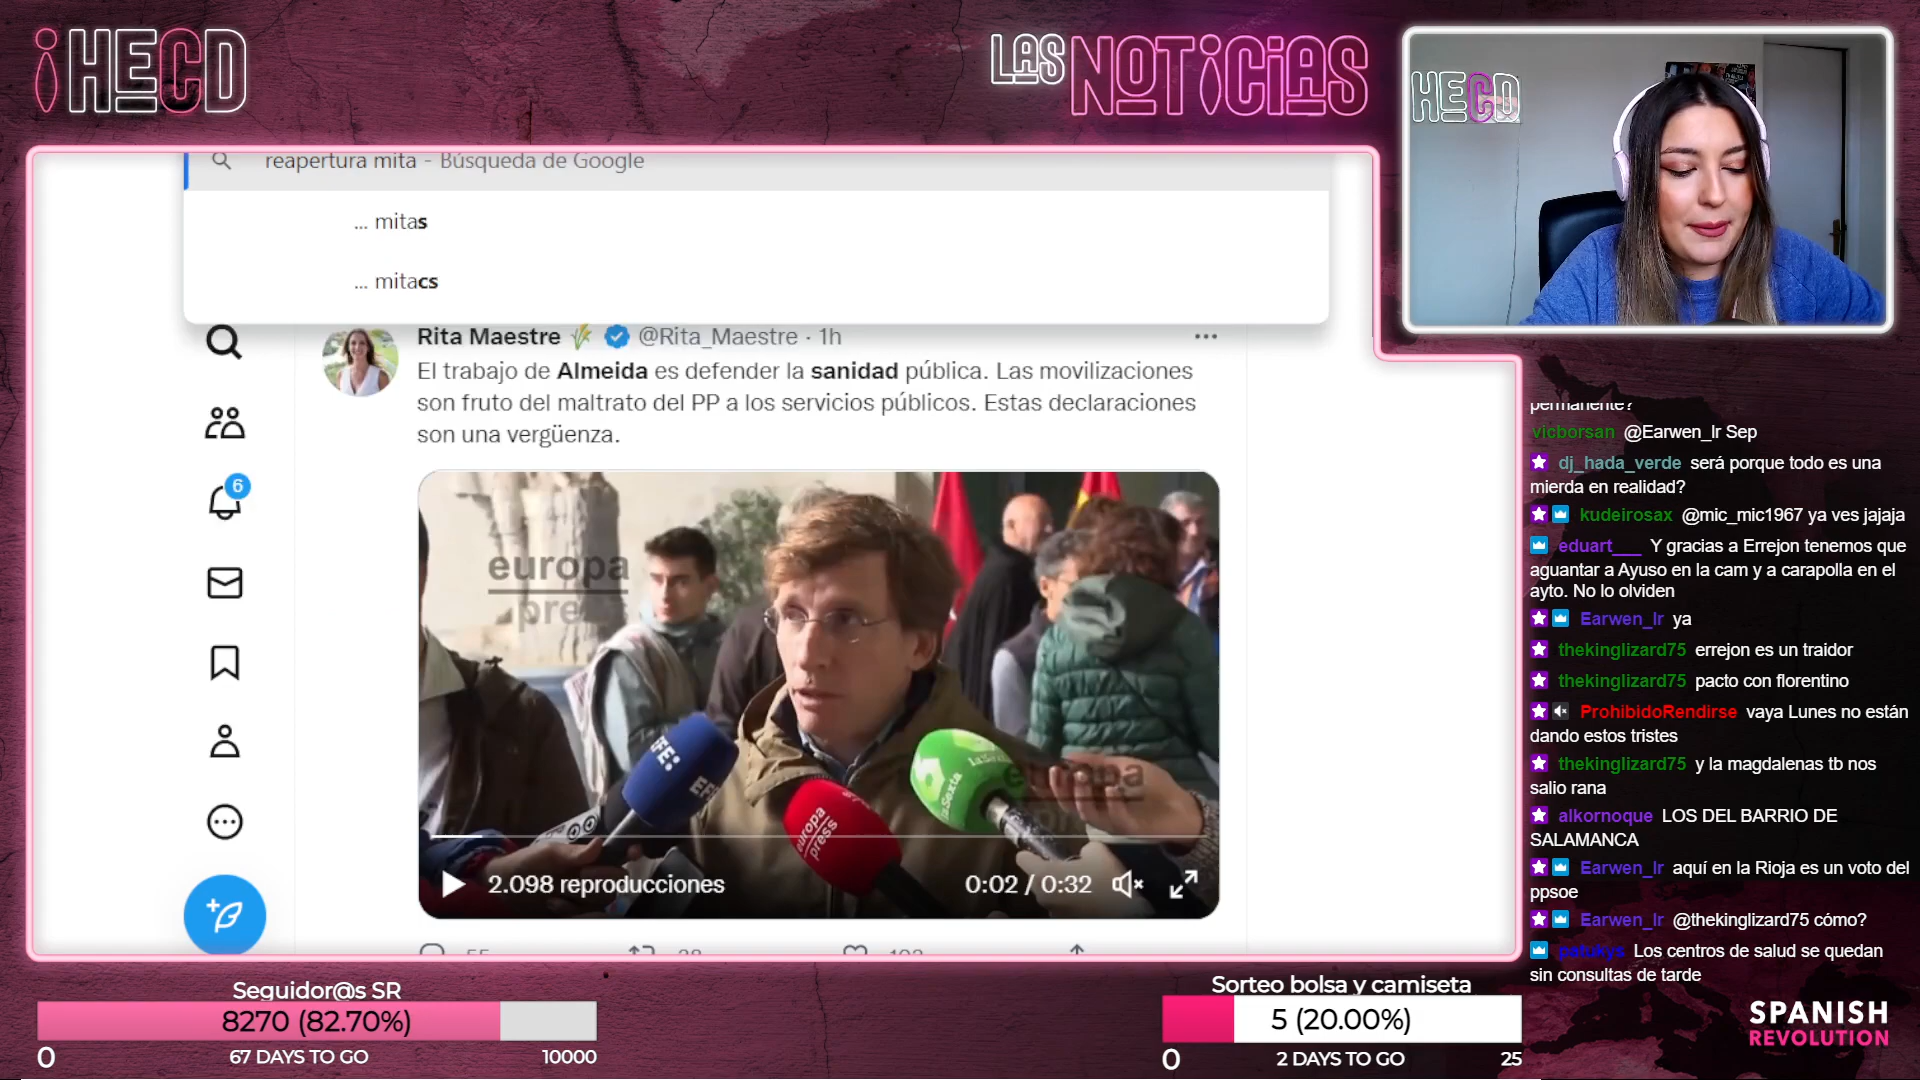 ¡HECD
LAS NOTICIAS
HECD
reapertura mita - Búsqueda de Google
... mitas
... mitacs
Rita Maestre @Rita_Maestre · 1h
El trabajo de Almeida es defender la sanidad pública. Las movilizaciones
son fruto del maltrato del PP a los servicios públicos. Estas declaraciones
son una vergüenza.
6
europa
press
EFE:
europa
press
laSexta
europa
2.098 reproducciones
0:02 / 0:32
permanente?
vicborsan @Earwen_lr Sep
dj_hada_verde será porque todo es una
mierda en realidad?
kudeirosax @mic_mic1967 ya ves jajaja
eduart___ Y gracias a Errejon tenemos que
aguantar a Ayuso en la cam y a carapolla en el
ayto. No lo olviden
Earwen_lr ya
thekinglizard75 errejon es un traidor
thekinglizard75 pacto con florentino
ProhibidoRendirse vaya Lunes no están
dando estos tristes
thekinglizard75 y la magdalenas tb nos
salio rana
alkornoque LOS DEL BARRIO DE
SALAMANCA
Earwen_lr aquí en la Rioja es un voto del
ppsoe
Earwen_lr @thekinglizard75 cómo?
patukys Los centros de salud se quedan
sin consultas de tarde
Seguidor@s SR
8270 (82.70%)
0
67 DAYS TO GO
10000
Sorteo bolsa y camiseta
5 (20.00%)
0
2 DAYS TO GO
25
SPANISH
REVOLUTION